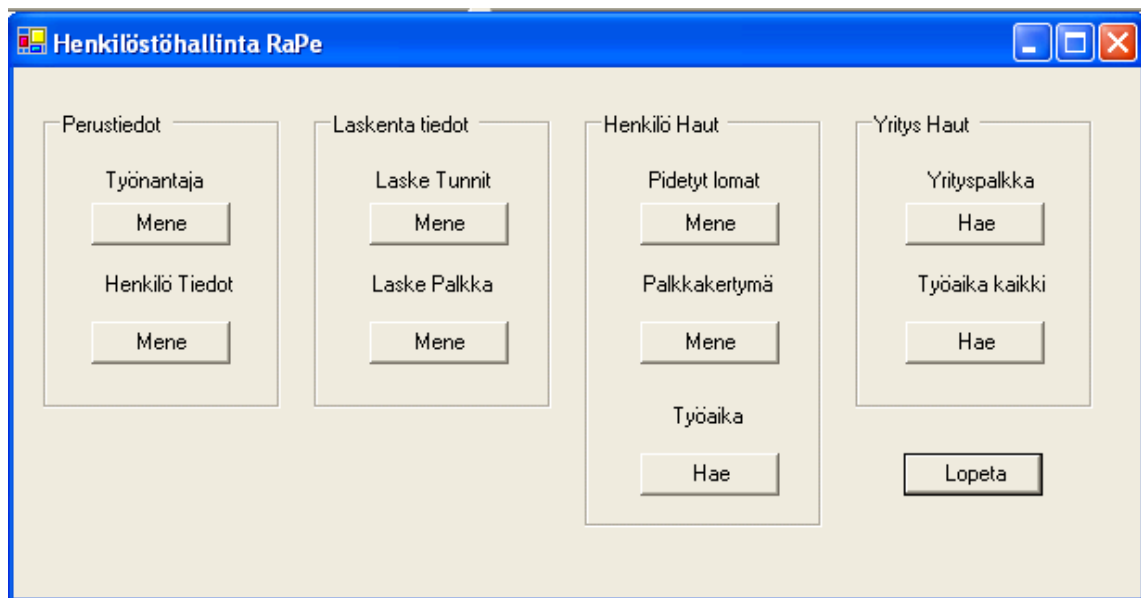 Henkilöstöhallinta RaPe
Perustiedot
Työnantaja
Mene
Henkilö Tiedot
Mene
Laskenta tiedot
Laske Tunnit
Mene
Laske Palkka
Mene
Henkilö Haut
Pidetyt lomat
Mene
Palkkakertymä
Mene
Työaika
Hae
Yritys Haut
Yrityspalkka
Hae
Työaika kaikki
Hae
Lopeta